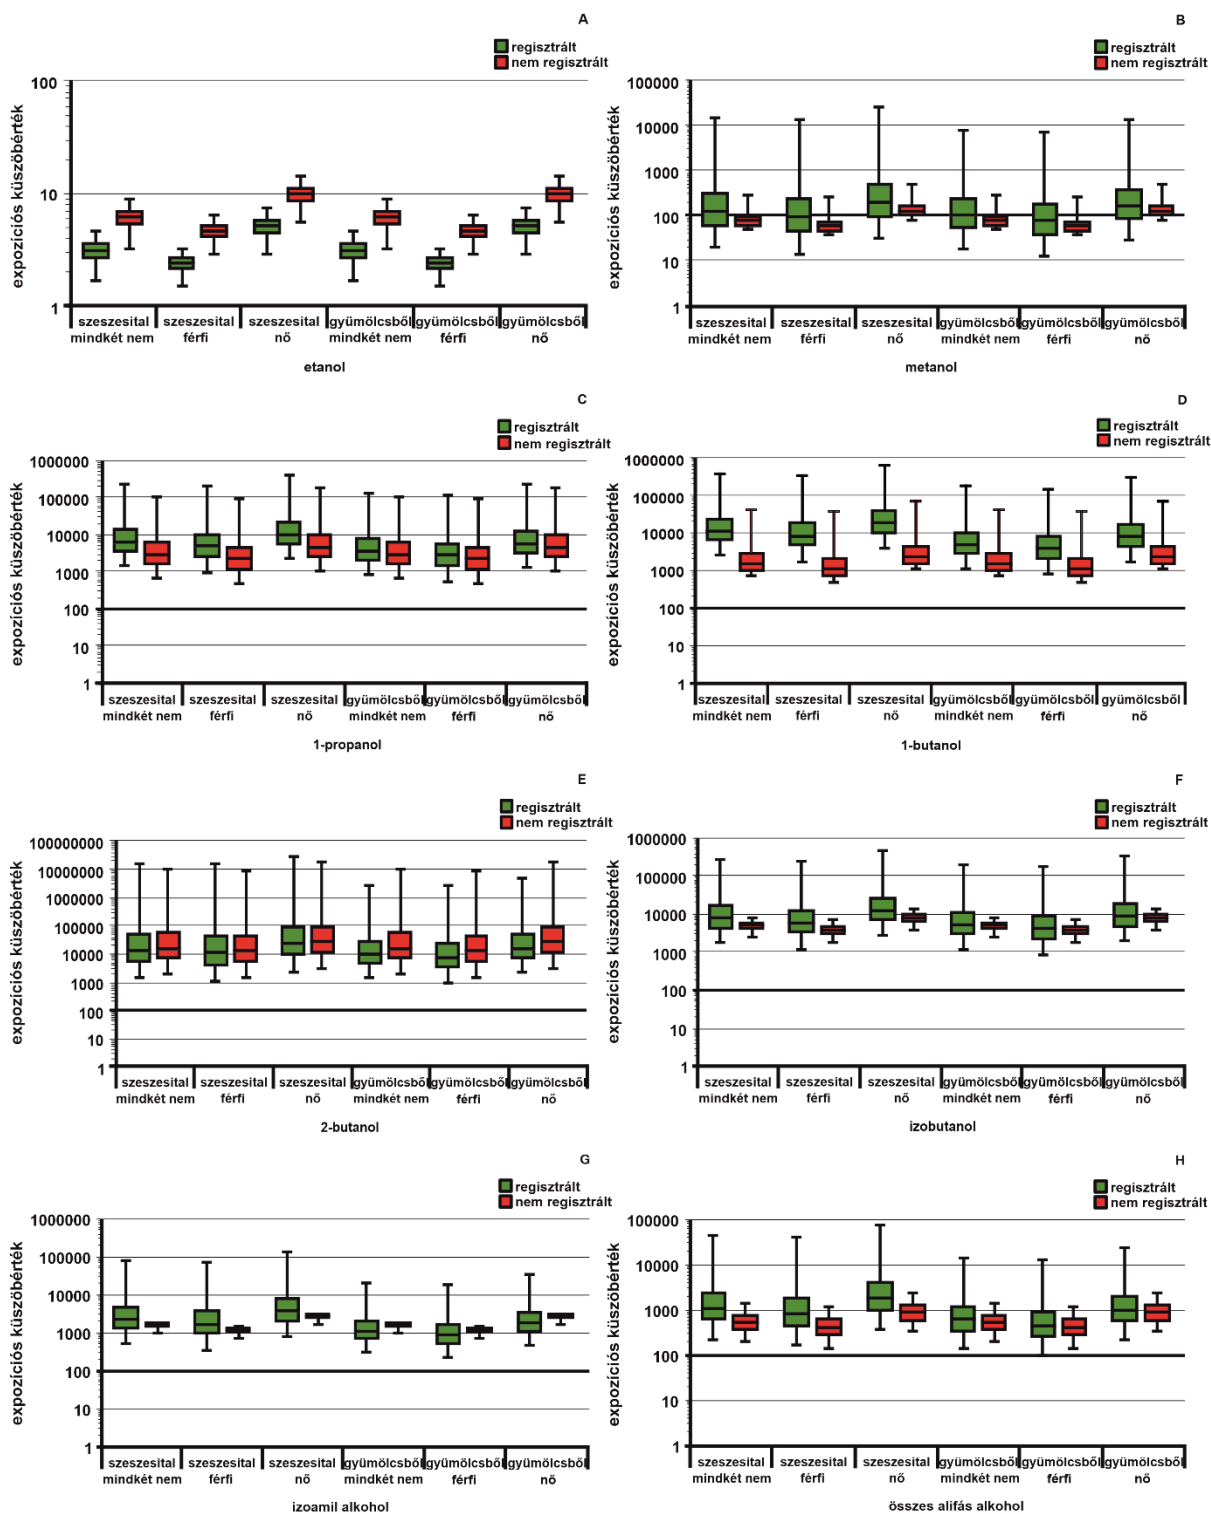 A
regisztrált
nem regisztrált
expozíciós küszöbérték
100
10
1
szeszesital szeszesital szeszesital gyümölcsből gyümölcsből gyümölcsből
mindkét nem férfi nő mindkét nem férfi nő
etanol
B
regisztrált
nem regisztrált
expozíciós küszöbérték
100000
10000
1000
100
10
1
szeszesital szeszesital szeszesital gyümölcsből gyümölcsből gyümölcsből
mindkét nem férfi nő mindkét nem férfi nő
metanol
C
regisztrált
nem regisztrált
expozíciós küszöbérték
1000000
100000
10000
1000
100
10
1
szeszesital szeszesital szeszesital gyümölcsből gyümölcsből gyümölcsből
mindkét nem férfi nő mindkét nem férfi nő
1-propanol
D
regisztrált
nem regisztrált
expozíciós küszöbérték
1000000
100000
10000
1000
100
10
1
szeszesital szeszesital szeszesital gyümölcsből gyümölcsből gyümölcsből
mindkét nem férfi nő mindkét nem férfi nő
1-butanol
E
regisztrált
nem regisztrált
expozíciós küszöbérték
100000000
10000000
1000000
100000
10000
1000
100
10
1
szeszesital szeszesital szeszesital gyümölcsből gyümölcsből gyümölcsből
mindkét nem férfi nő mindkét nem férfi nő
2-butanol
F
regisztrált
nem regisztrált
expozíciós küszöbérték
1000000
100000
10000
1000
100
10
1
szeszesital szeszesital szeszesital gyümölcsből gyümölcsből gyümölcsből
mindkét nem férfi nő mindkét nem férfi nő
izobutanol
G
regisztrált
nem regisztrált
expozíciós küszöbérték
1000000
100000
10000
1000
100
10
1
szeszesital szeszesital szeszesital gyümölcsből gyümölcsből gyümölcsből
mindkét nem férfi nő mindkét nem férfi nő
izoamil alkohol
H
regisztrált
nem regisztrált
expozíciós küszöbérték
100000
10000
1000
100
10
1
szeszesital szeszesital szeszesital gyümölcsből gyümölcsből gyümölcsből
mindkét nem férfi nő mindkét nem férfi nő
összes alifás alkohol